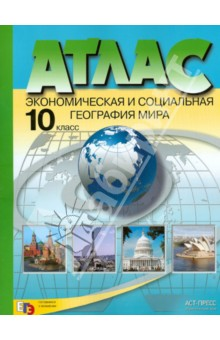 АТЛАС
ЭКОНОМИЧЕСКАЯ И СОЦИАЛЬНАЯ
10 класс
ГЕОГРАФИЯ МИРА
АСТ-ПРЕСС